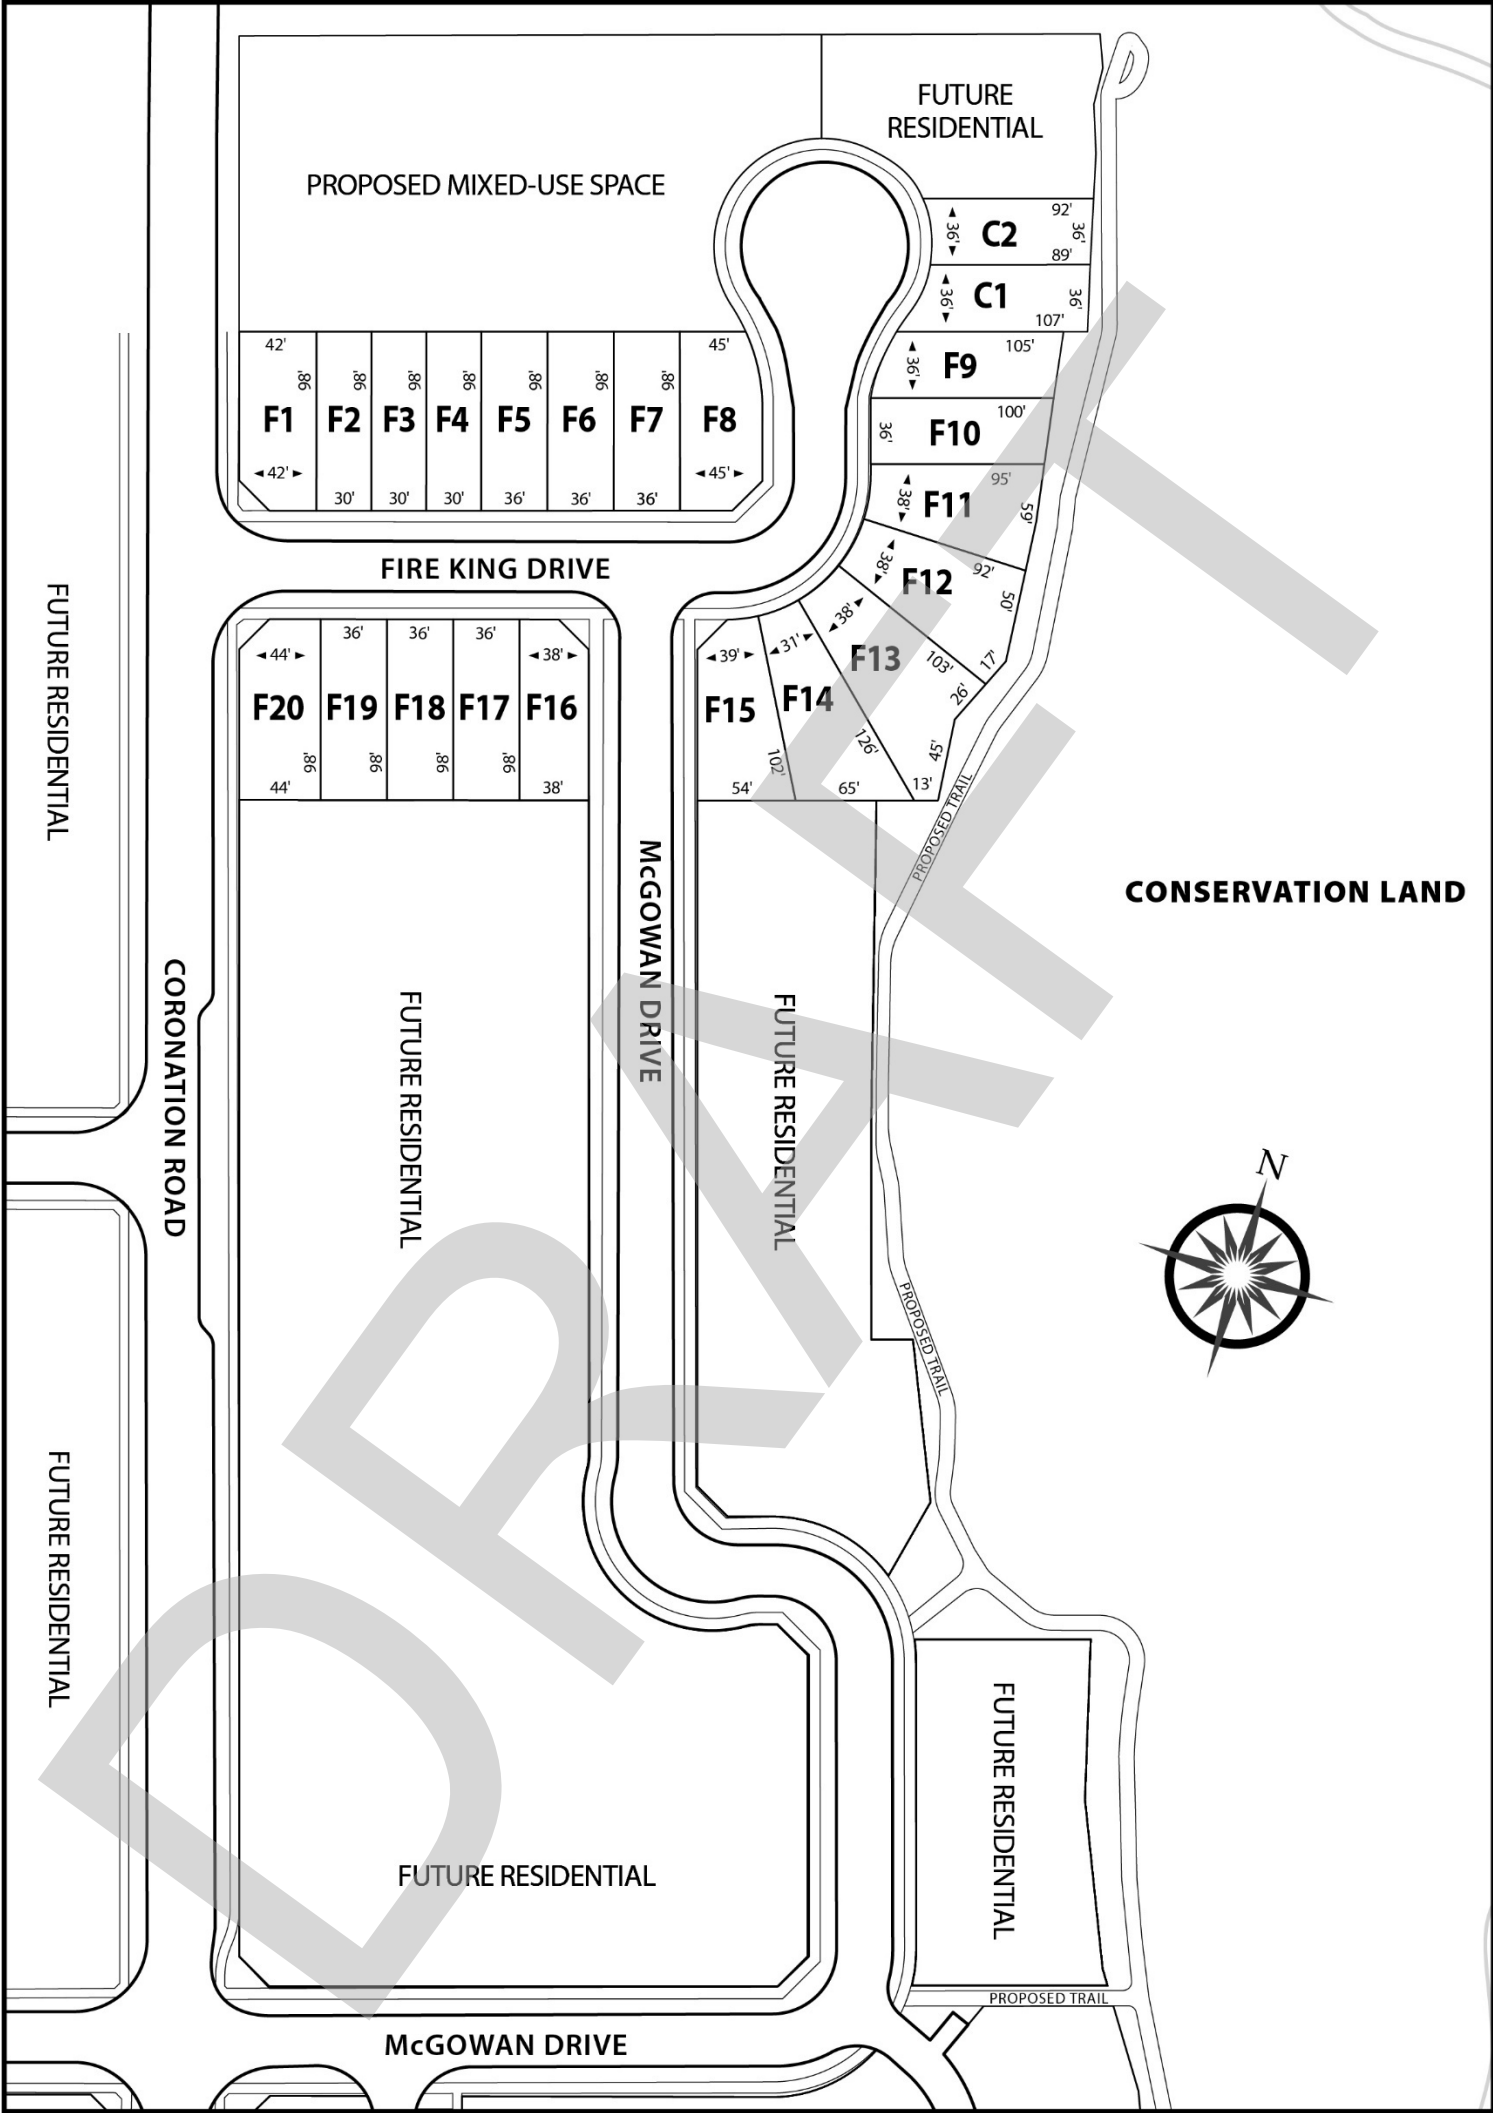 FUTURE
RESIDENTIAL
PROPOSED MIXED-USE SPACE
92'
36'
C2
36'
89'
36'
C1
36'
107'
42'
45'
105'
98'
98'
98'
98'
98'
98'
98'
36'
F9
F1
F2
F3
F4
F5
F6
F7
F8
100'
36'
F10
42'
45'
95'
30'
30'
30'
36'
36'
36'
38'
F11
59'
FIRE KING DRIVE
38'
F12
92'
50'
17'
36'
36'
36'
44'
38'
39'
31'
38'
F13
103'
26'
F20
F19
F18
F17
F16
F15
F14
98'
98'
98'
98'
102'
126'
45'
44'
38'
54'
65'
13'
FUTURE RESIDENTIAL
PROPOSED TRAIL
McGOWAN DRIVE
CONSERVATION LAND
CORONATION ROAD
FUTURE RESIDENTIAL
FUTURE RESIDENTIAL
N
PROPOSED TRAIL
FUTURE RESIDENTIAL
FUTURE RESIDENTIAL
FUTURE RESIDENTIAL
PROPOSED TRAIL
McGOWAN DRIVE
DRAFT